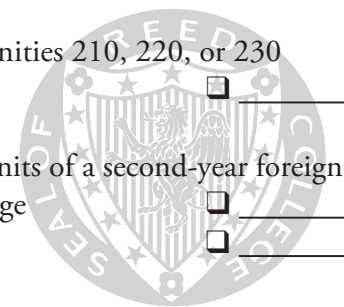 nities 210, 220, or 230
nits of a second-year foreign
ge
SEAL OF REED COLLEGE